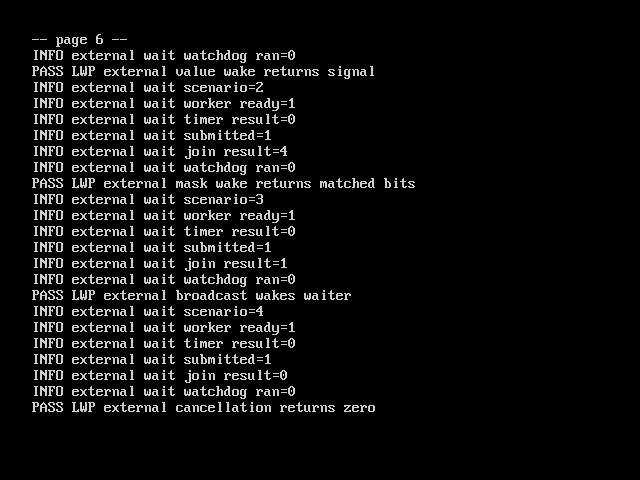 -- page 6 --
INFO external wait watchdog ran=0
PASS LWP external value wake returns signal
INFO external wait scenario=2
INFO external wait worker ready=1
INFO external wait timer result=0
INFO external wait submitted=1
INFO external wait join result=4
INFO external wait watchdog ran=0
PASS LWP external mask wake returns matched bits
INFO external wait scenario=3
INFO external wait worker ready=1
INFO external wait timer result=0
INFO external wait submitted=1
INFO external wait join result=1
INFO external wait watchdog ran=0
PASS LWP external broadcast wakes waiter
INFO external wait scenario=4
INFO external wait worker ready=1
INFO external wait timer result=0
INFO external wait submitted=1
INFO external wait join result=0
INFO external wait watchdog ran=0
PASS LWP external cancellation returns zero